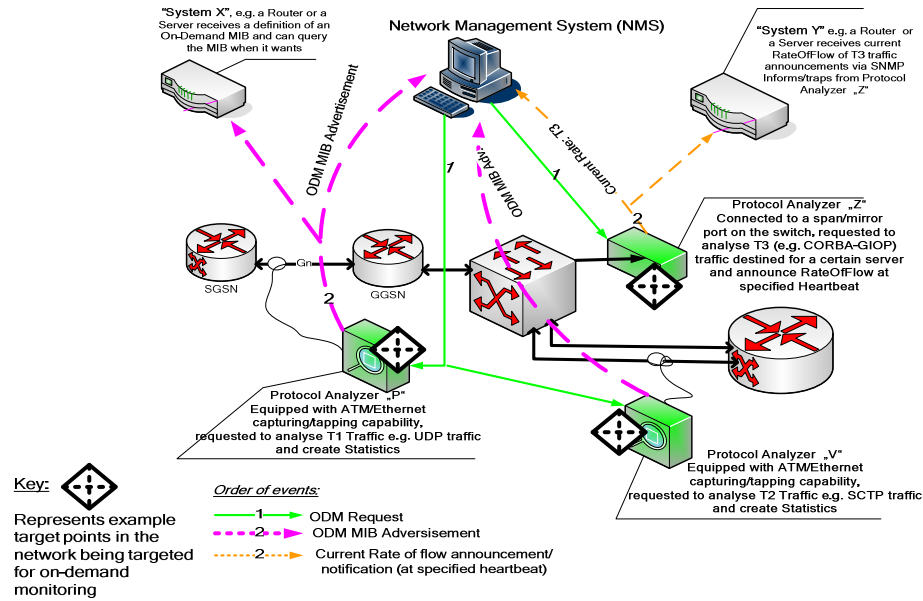 "System X", e.g. a Router or a
Server receives a definition of an
On-Demand MIB and can query
the MIB when it wants
Network Management System (NMS)
"System Y" e.g. a Router or
a Server receives current
RateOfFlow of T3 traffic
announcements via SNMP
Informs/traps from Protocol
Analyzer „Z"
ODM MIB Advertisement
1
ODM MIB Adv.
1
Current Rate: T3
2
Protocol Analyzer „Z"
Connected to a span/mirror
port on the switch, requested to
analyse T3 (e.g. CORBA-GIOP)
traffic destined for a certain server
and announce RateOfFlow at
specified Heartbeat
SGSN
Gn
GGSN
2
Protocol Analyzer „P"
Equipped with ATM/Ethernet
capturing/tapping capability,
requested to analyse T1 Traffic e.g. UDP traffic
and create Statistics
Protocol Analyzer „V"
Equipped with ATM/Ethernet
capturing/tapping capability,
requested to analyse T2 Traffic e.g. SCTP traffic
and create Statistics
Key:
Represents example
target points in the
network being targeted
for on-demand
monitoring
Order of events:
1 ODM Request
2 ODM MIB Adversisement
2 Current Rate of flow announcement/
notification (at specified heartbeat)